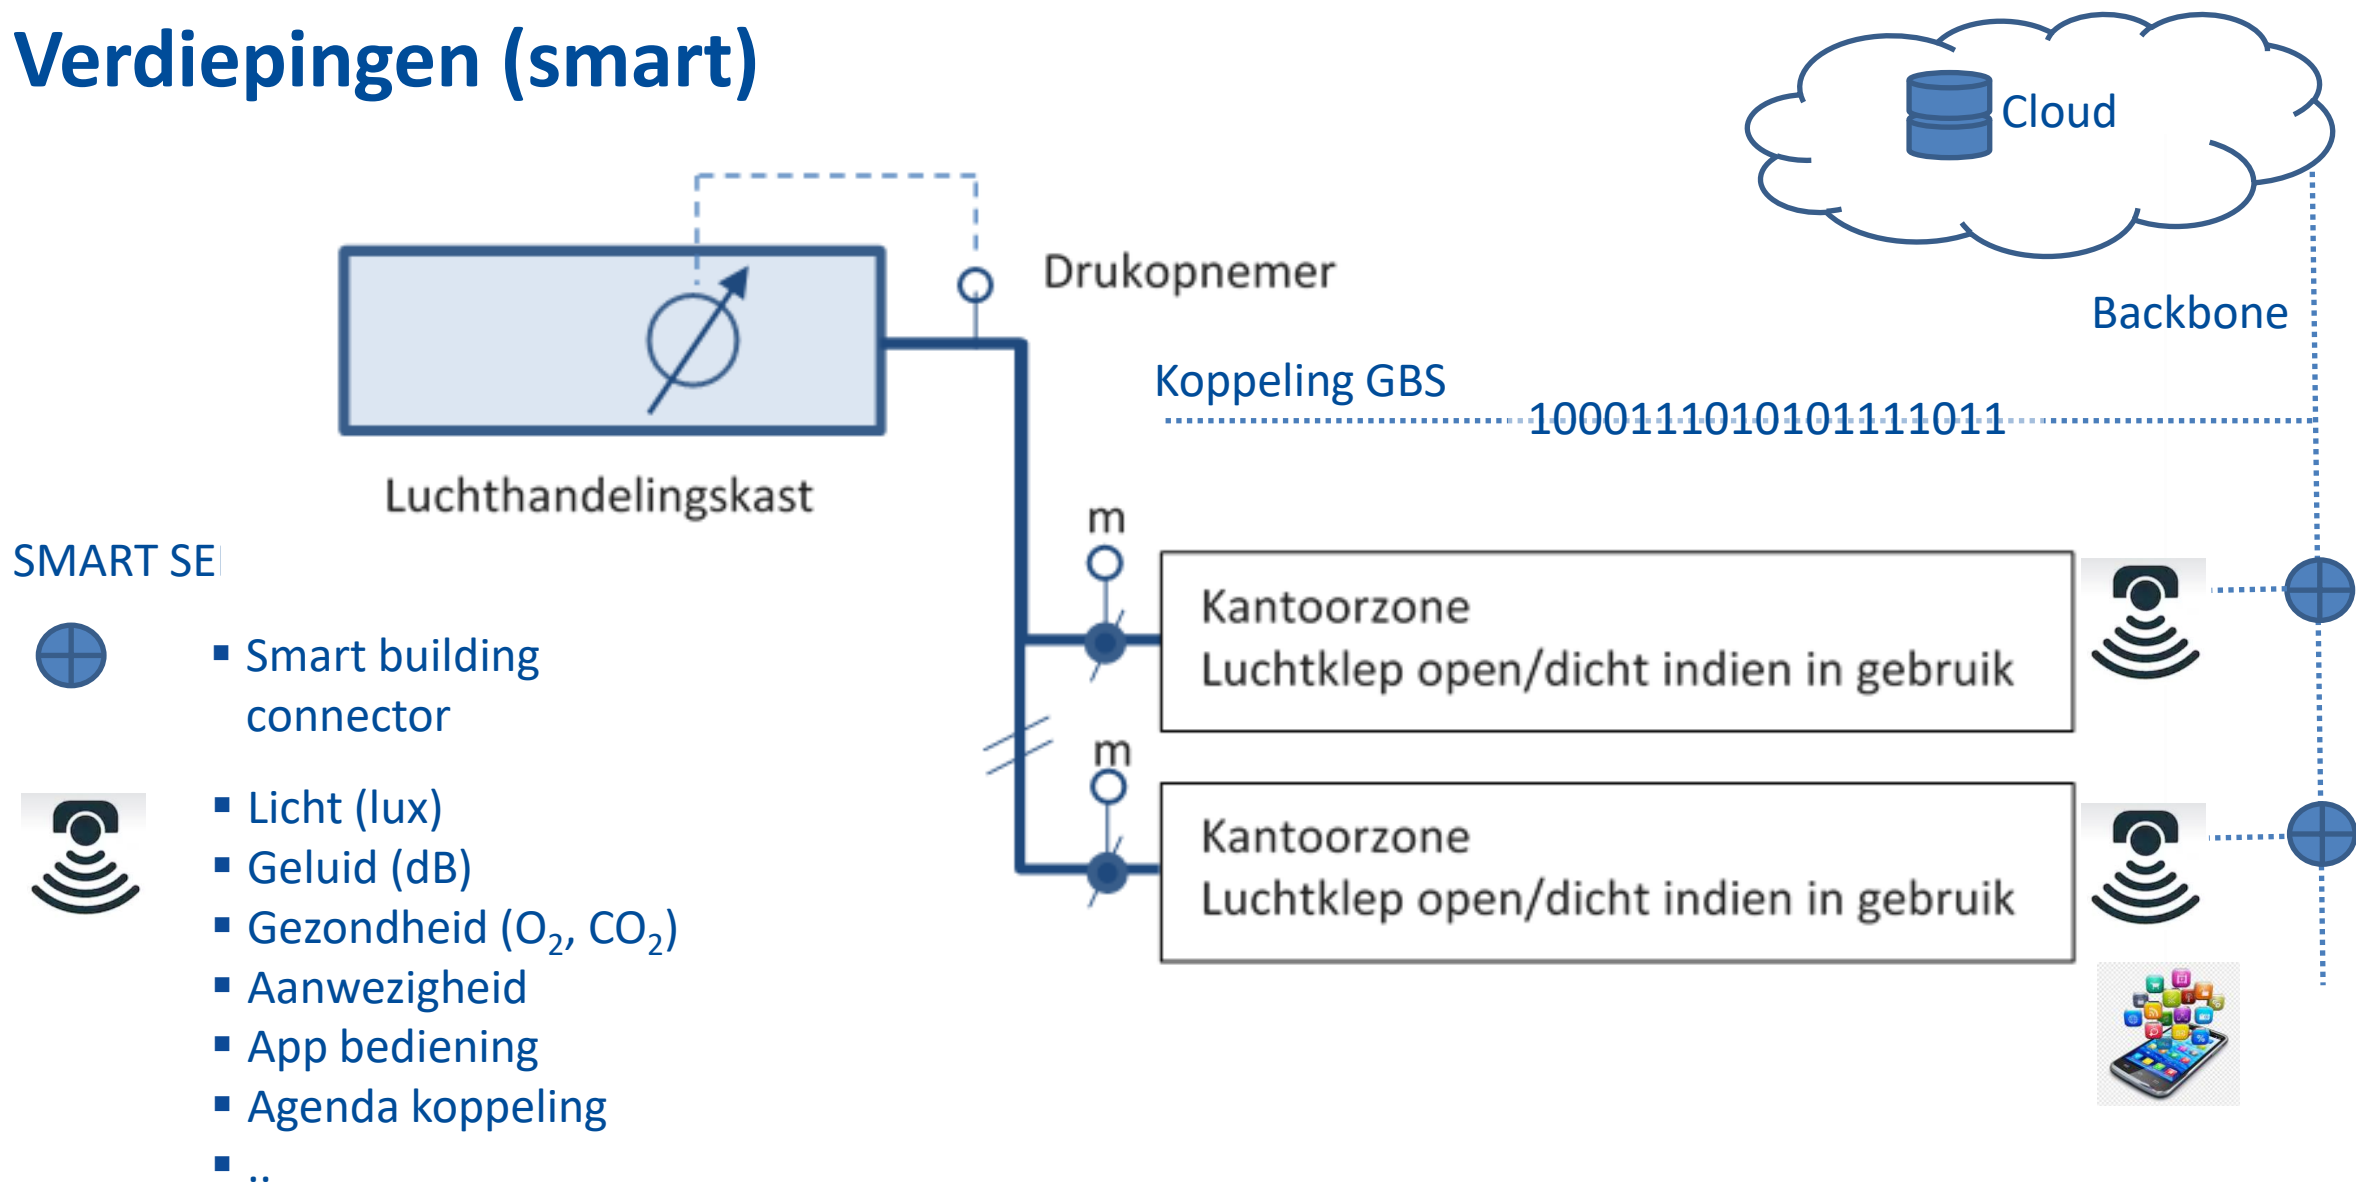 Verdiepingen (smart)
Cloud
Drukopnemer
Backbone
Koppeling GBS
1000111010101111011
Luchthandelingskast
m
Kantoorzone
Luchtklep open/dicht indien in gebruik
m
Kantoorzone
Luchtklep open/dicht indien in gebruik
SMART SE
▪ Smart building
connector
▪ Licht (lux)
▪ Geluid (dB)
▪ Gezondheid (O₂, CO₂)
▪ Aanwezigheid
▪ App bediening
▪ Agenda koppeling
▪ ..